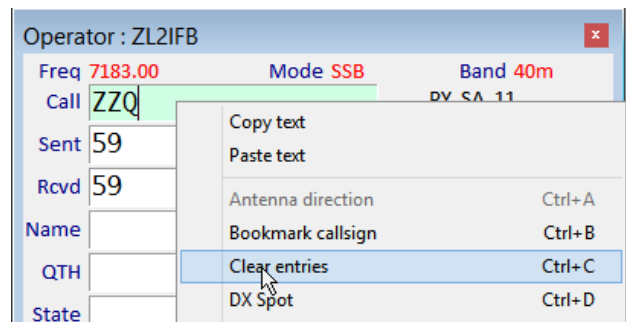 Operator : ZL2IFB
Freq 7183.00 Mode SSB Band 40m
Call ZZQ
Copy text
Sent 59
Paste text
Rcvd 59
Antenna direction Ctrl+A
Name
Bookmark callsign Ctrl+B
QTH
Clear entries Ctrl+C
DX Spot Ctrl+D
State